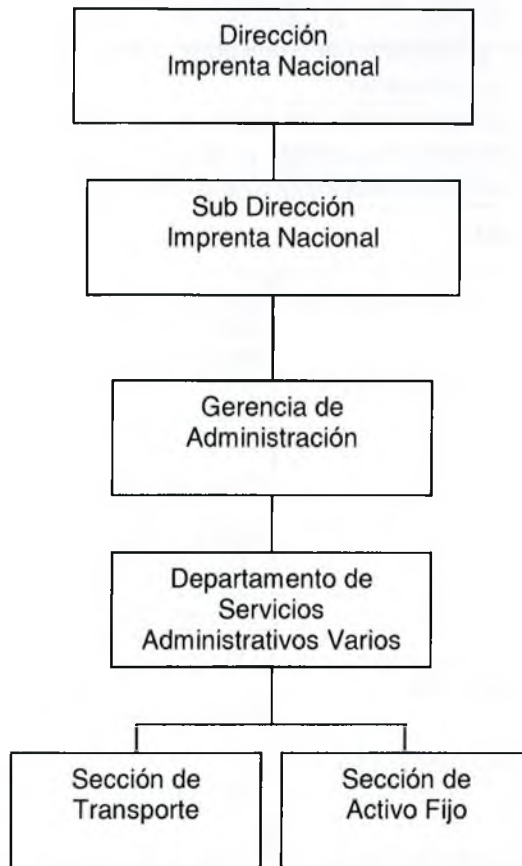 Dirección
Imprenta Nacional
Sub Dirección
Imprenta Nacional
Gerencia de
Administración
Departamento de
Servicios
Administrativos Varios
Sección de
Transporte
Sección de
Activo Fijo